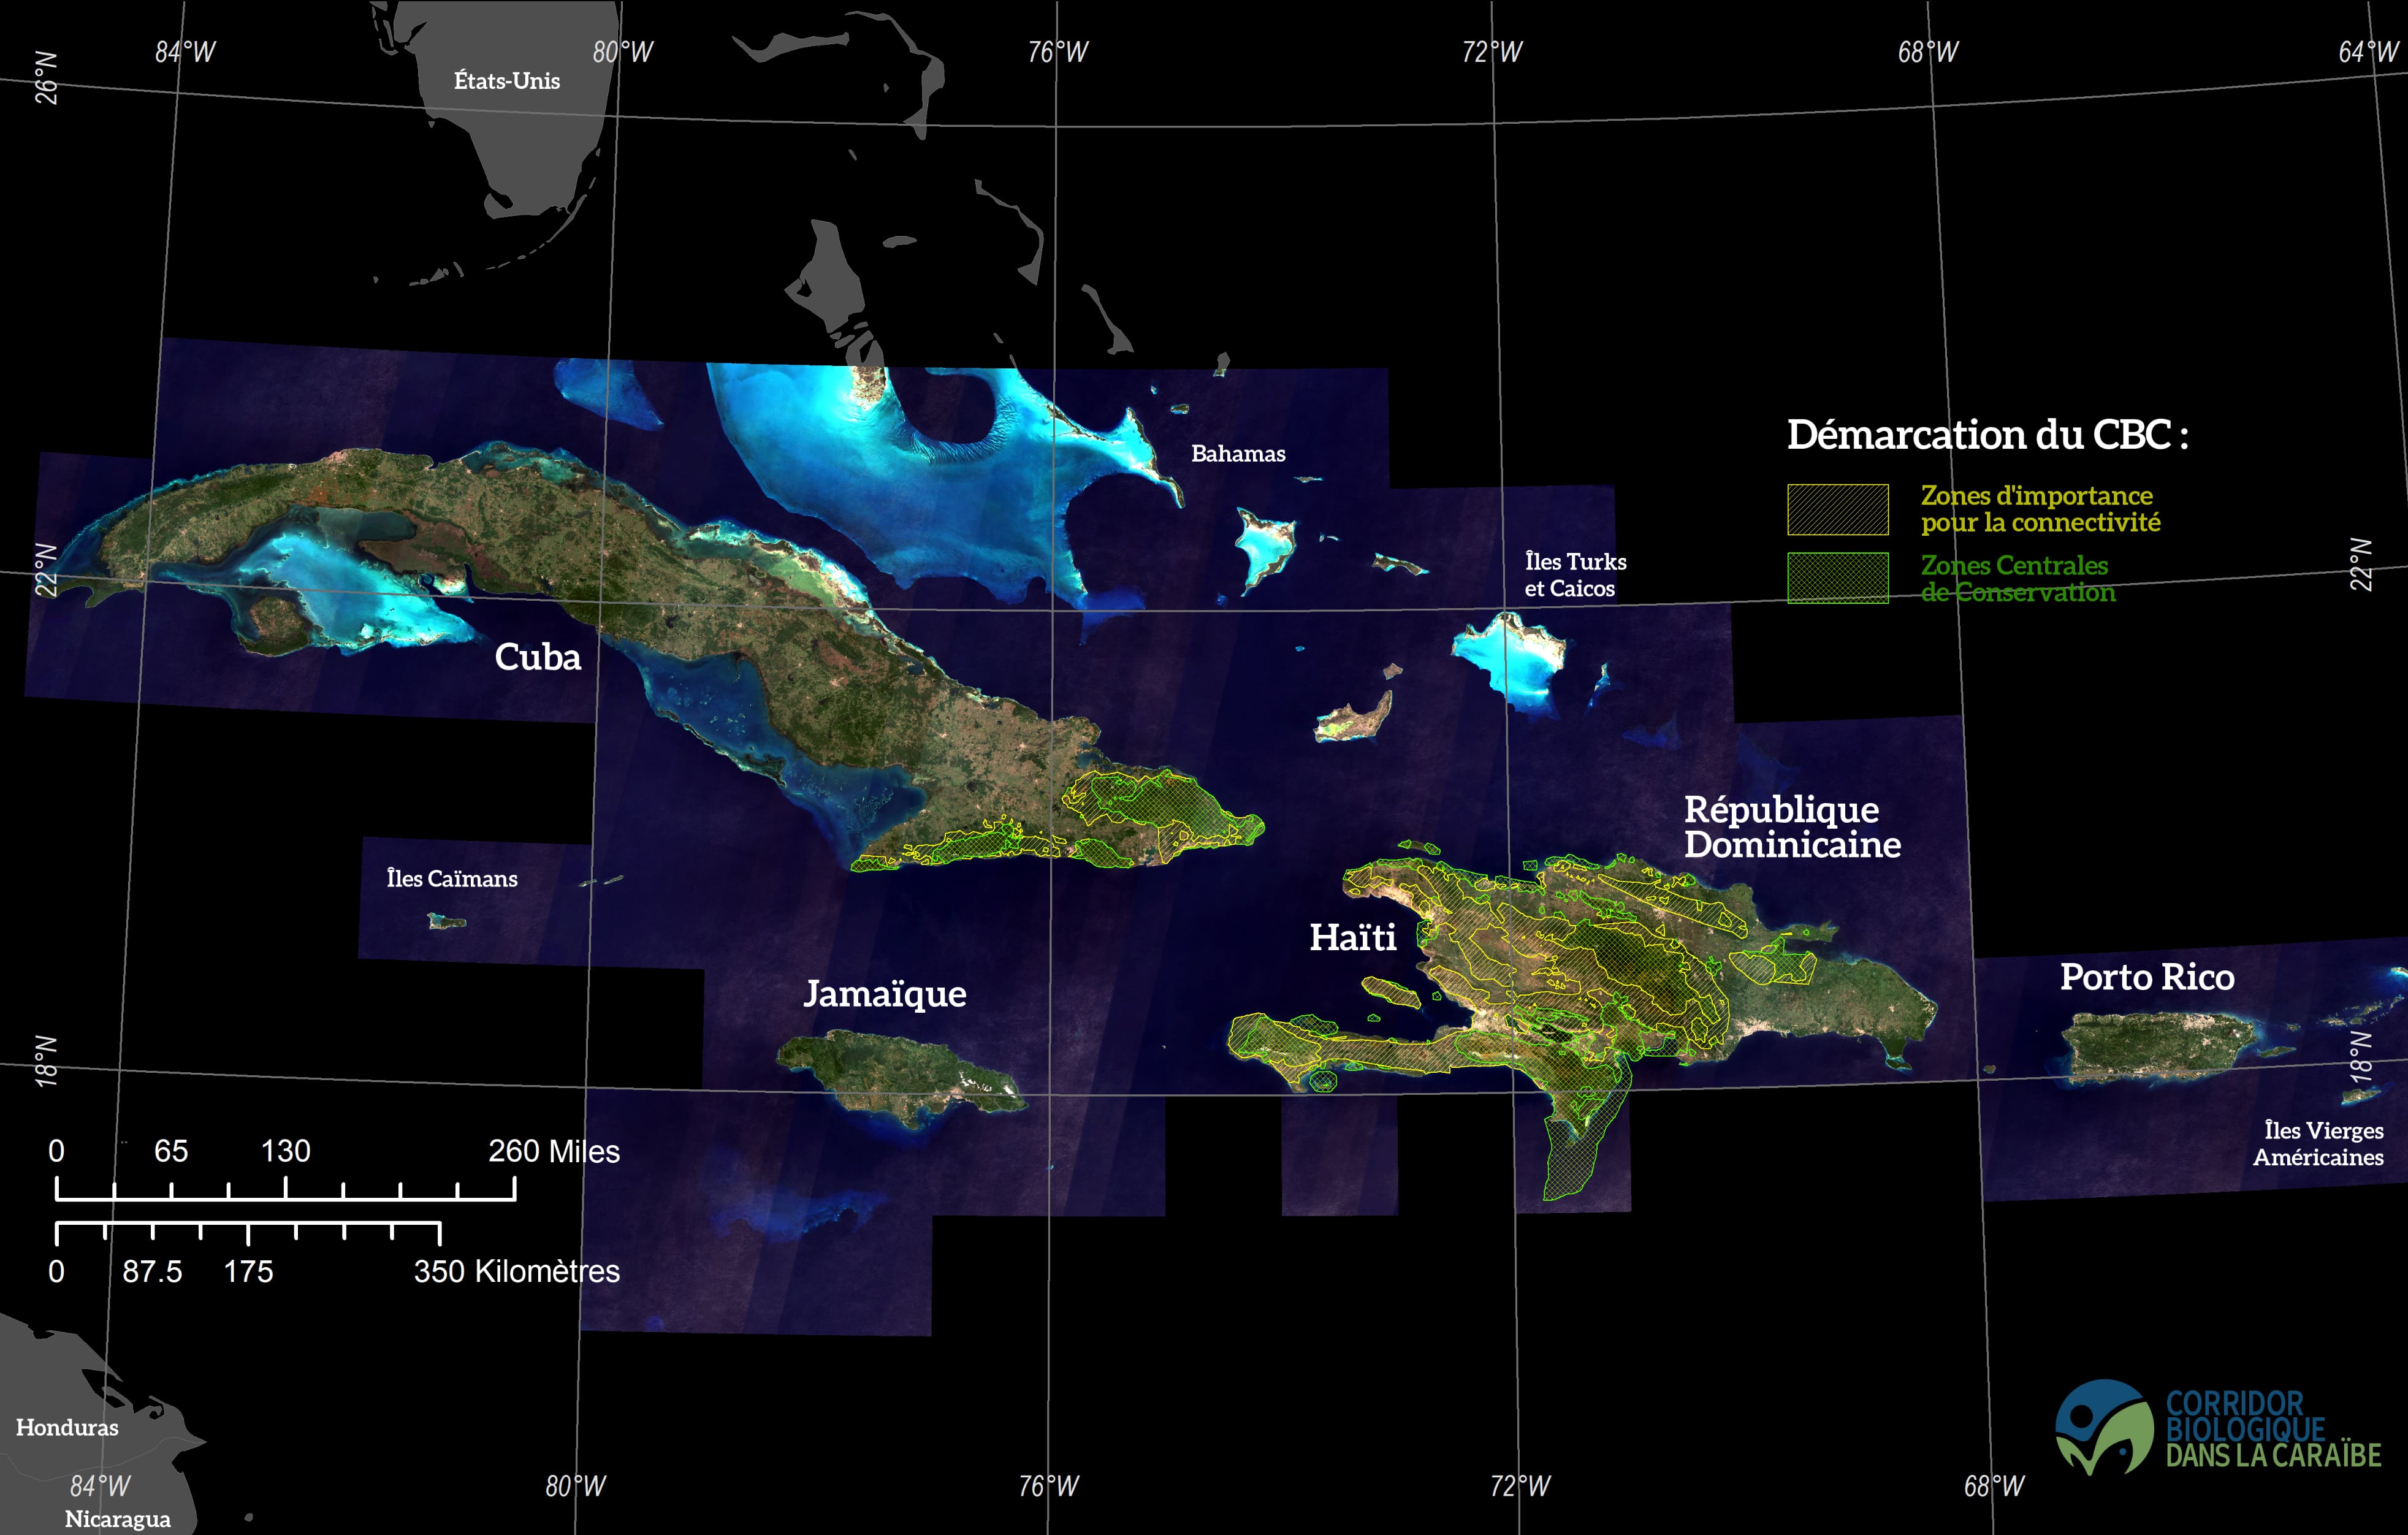 84°W
80°W
76°W
72°W
68°W
64°W
26°N
États-Unis
Bahamas
Démarcation du CBC :
Zones d'importance
pour la connectivité
Zones Centrales
de Conservation
22°N
22°N
Îles Turks
et Caicos
Cuba
République
Dominicaine
Îles Caïmans
Haïti
Jamaïque
Porto Rico
18°N
18°N
Îles Vierges
Américaines
0 65 130 260 Miles
0 87.5 175 350 Kilomètres
Honduras
Nicaragua
84°W
80°W
76°W
72°W
68°W
CORRIDOR
BIOLOGIQUE
DANS LA CARAÏBE